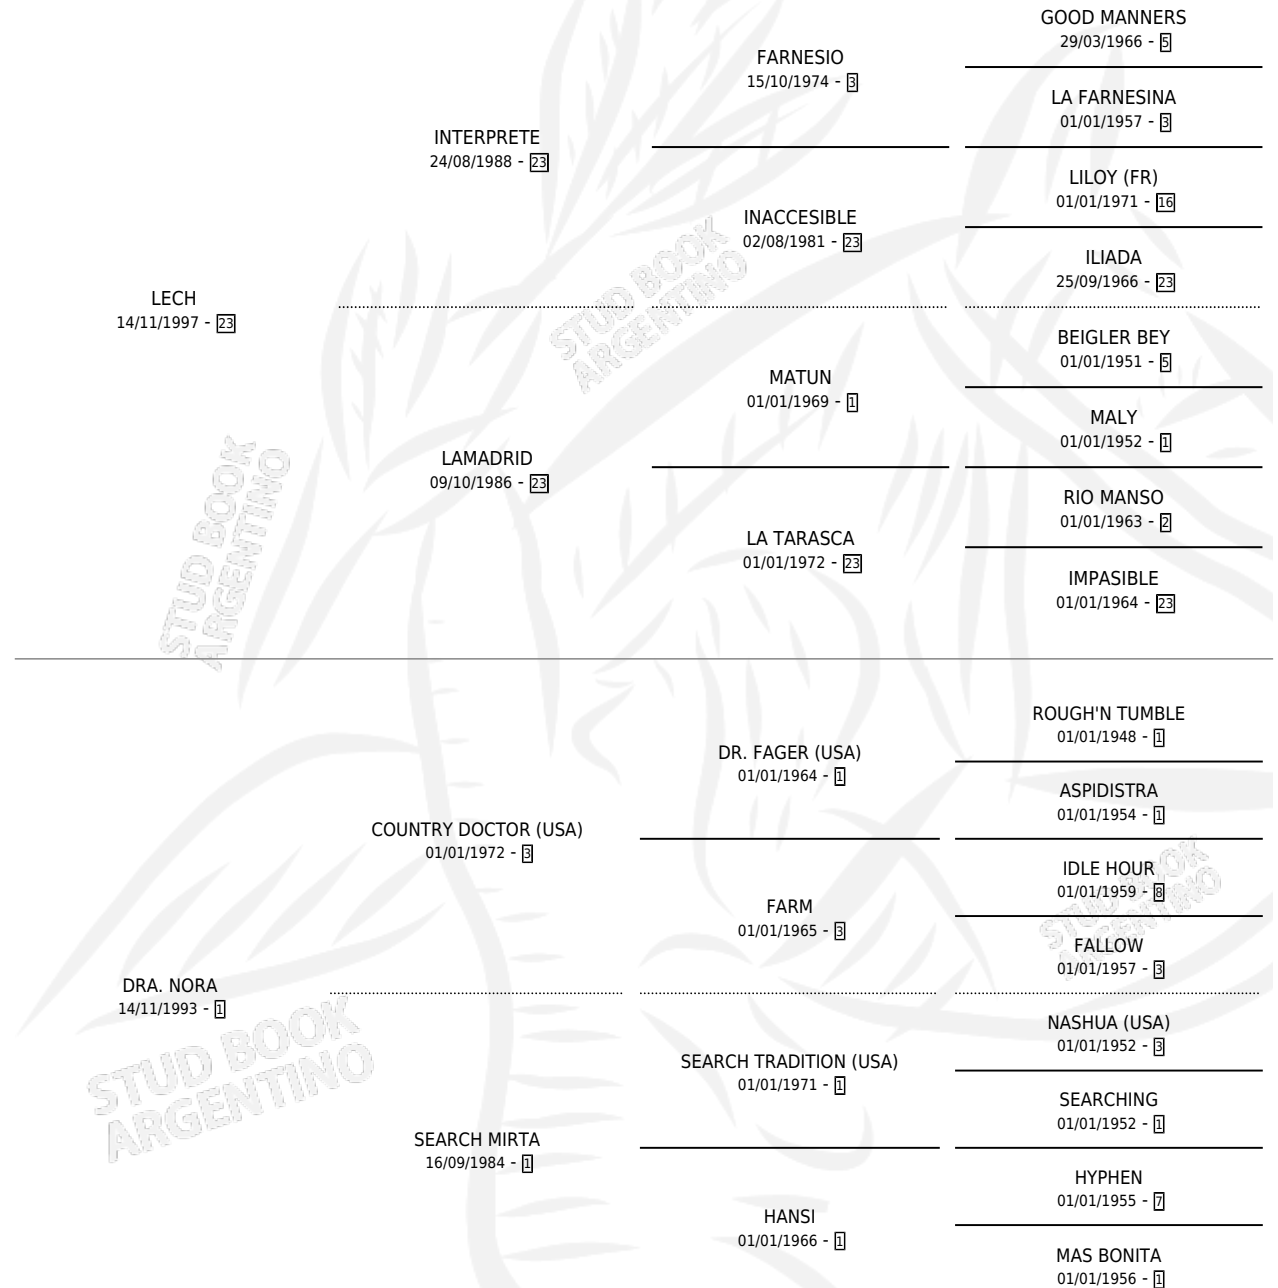 GOOD MANNERS
29/03/1966 - 5
FARNESIO
15/10/1974 - 3
LA FARNESINA
01/01/1957 - 3
INTERPRETE
24/08/1988 - 23
LILOY (FR)
01/01/1971 - 16
INACCESIBLE
02/08/1981 - 23
ILIADA
25/09/1966 - 23
LECH
14/11/1997 - 23
BEIGLER BEY
01/01/1951 - 5
MATUN
01/01/1969 - 1
MALY
01/01/1952 - 1
LAMADRID
09/10/1986 - 23
RIO MANSO
01/01/1963 - 2
LA TARASCA
01/01/1972 - 23
IMPASIBLE
01/01/1964 - 23
ROUGH'N TUMBLE
01/01/1948 - 1
DR. FAGER (USA)
01/01/1964 - 1
ASPIDISTRA
01/01/1954 - 1
COUNTRY DOCTOR (USA)
01/01/1972 - 3
IDLE HOUR
01/01/1959 - 8
FARM
01/01/1965 - 3
FALLOW
01/01/1957 - 3
DRA. NORA
14/11/1993 - 1
NASHUA (USA)
01/01/1952 - 3
SEARCH TRADITION (USA)
01/01/1971 - 1
SEARCHING
01/01/1952 - 1
SEARCH MIRTA
16/09/1984 - 1
HYPHEN
01/01/1955 - 7
HANSI
01/01/1966 - 1
MAS BONITA
01/01/1956 - 1
STUD BOOK
ARGENTINO
STUD BOOK
ARGENTINO
STUD BOOK
ARGENTINO
STUD BOOK
ARGENTINO